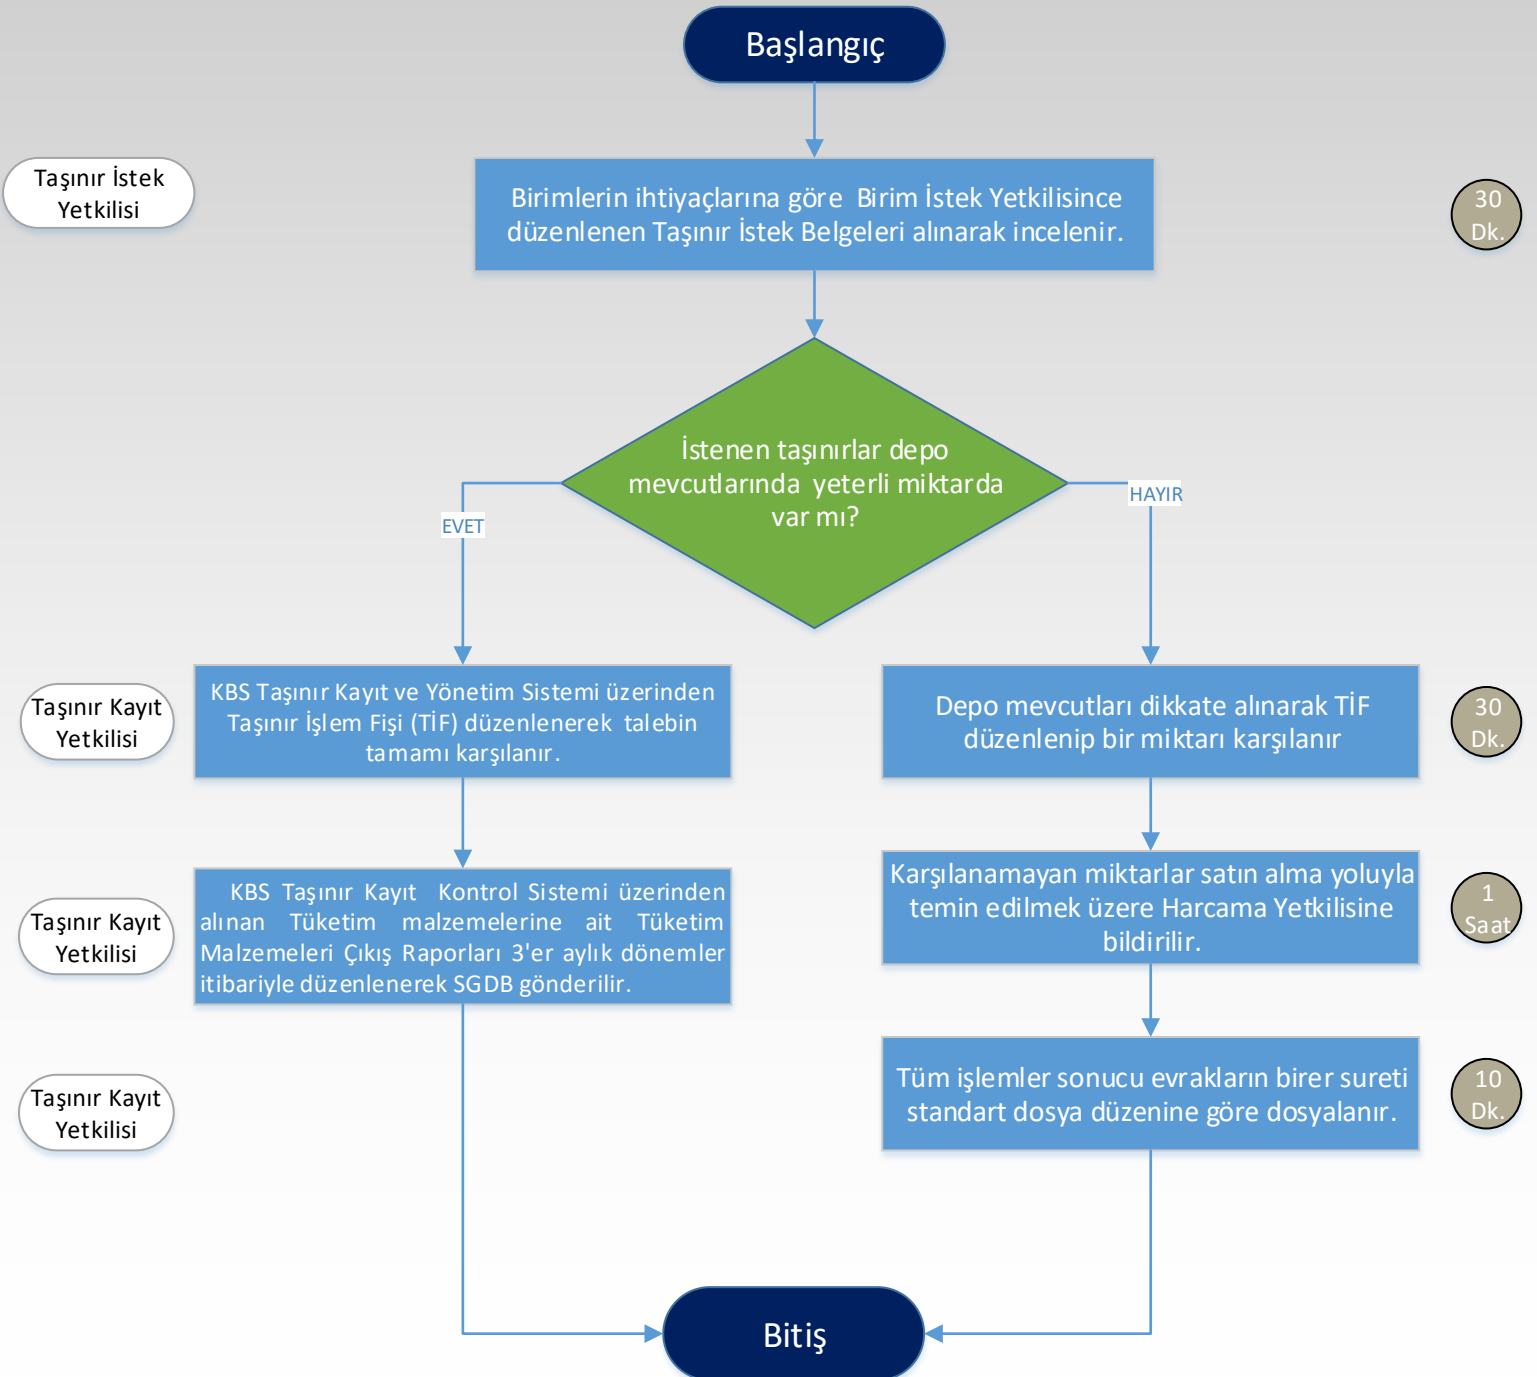 Başlangıç
Taşınır İstek
Yetkilisi
Birimlerin ihtiyaçlarına göre Birim İstek Yetkilisince
düzenlenen Taşınır İstek Belgeleri alınarak incelenir.
30
Dk.
İstenen taşınırlar depo
mevcutlarında yeterli miktarda
var mı?
EVET
HAYIR
Taşınır Kayıt
Yetkilisi
KBS Taşınır Kayıt ve Yönetim Sistemi üzerinden
Taşınır İşlem Fişi (TİF) düzenlenerek talebin
tamamı karşılanır.
Depo mevcutları dikkate alınarak TİF
düzenlenip bir miktarı karşılanır
30
Dk.
Taşınır Kayıt
Yetkilisi
KBS Taşınır Kayıt Kontrol Sistemi üzerinden
alınan Tüketim malzemelerine ait Tüketim
Malzemeleri Çıkış Raporları 3'er aylık dönemler
itibariyle düzenlenerek SGDB gönderilir.
Karşılanamayan miktarlar satın alma yoluyla
temin edilmek üzere Harcama Yetkilisine
bildirilir.
1
Saat
Taşınır Kayıt
Yetkilisi
Tüm işlemler sonucu evrakların birer sureti
standart dosya düzenine göre dosyalanır.
10
Dk.
Bitiş